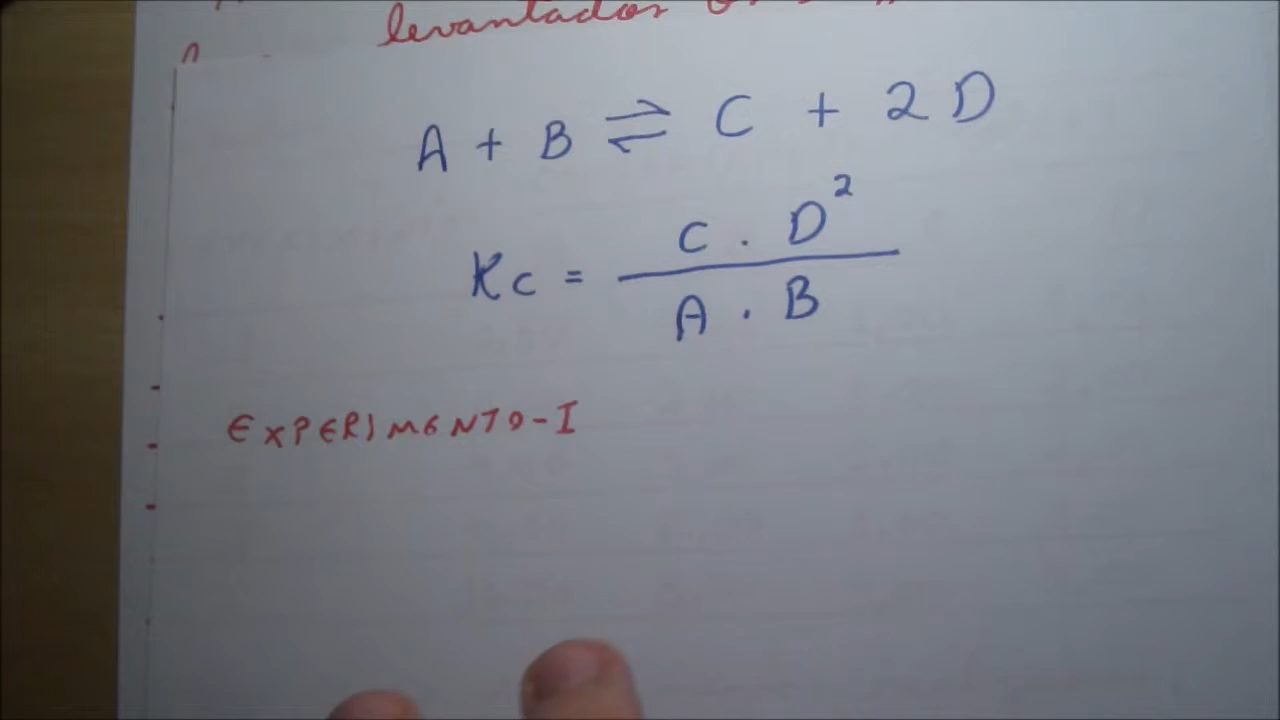 levantados
A + B ⇌ C + 2 D
Kc = C . D² / A . B
EXPERIMENTO-I